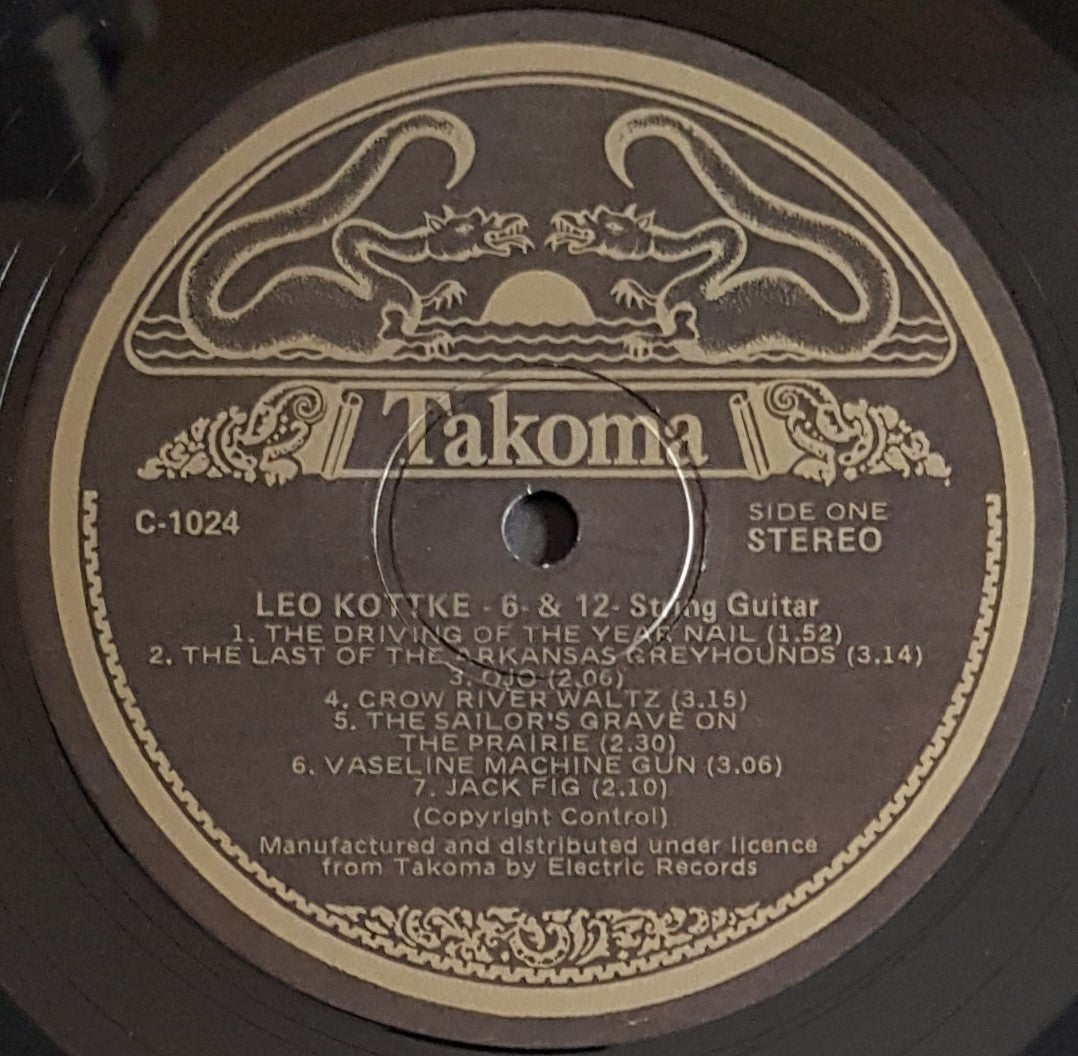 Takoma
C-1024
SIDE ONE
STEREO
LEO KOTTKE - 6- & 12- String Guitar
1. THE DRIVING OF THE YEAR NAIL (1.52)
2. THE LAST OF THE ARKANSAS GREYHOUNDS (3.14)
3. OJO (2.06)
4. CROW RIVER WALTZ (3.15)
5. THE SAILOR'S GRAVE ON
THE PRAIRIE (2.30)
6. VASELINE MACHINE GUN (3.06)
7. JACK FIG (2.10)
(Copyright Control)
Manufactured and distributed under licence
from Takoma by Electric Records